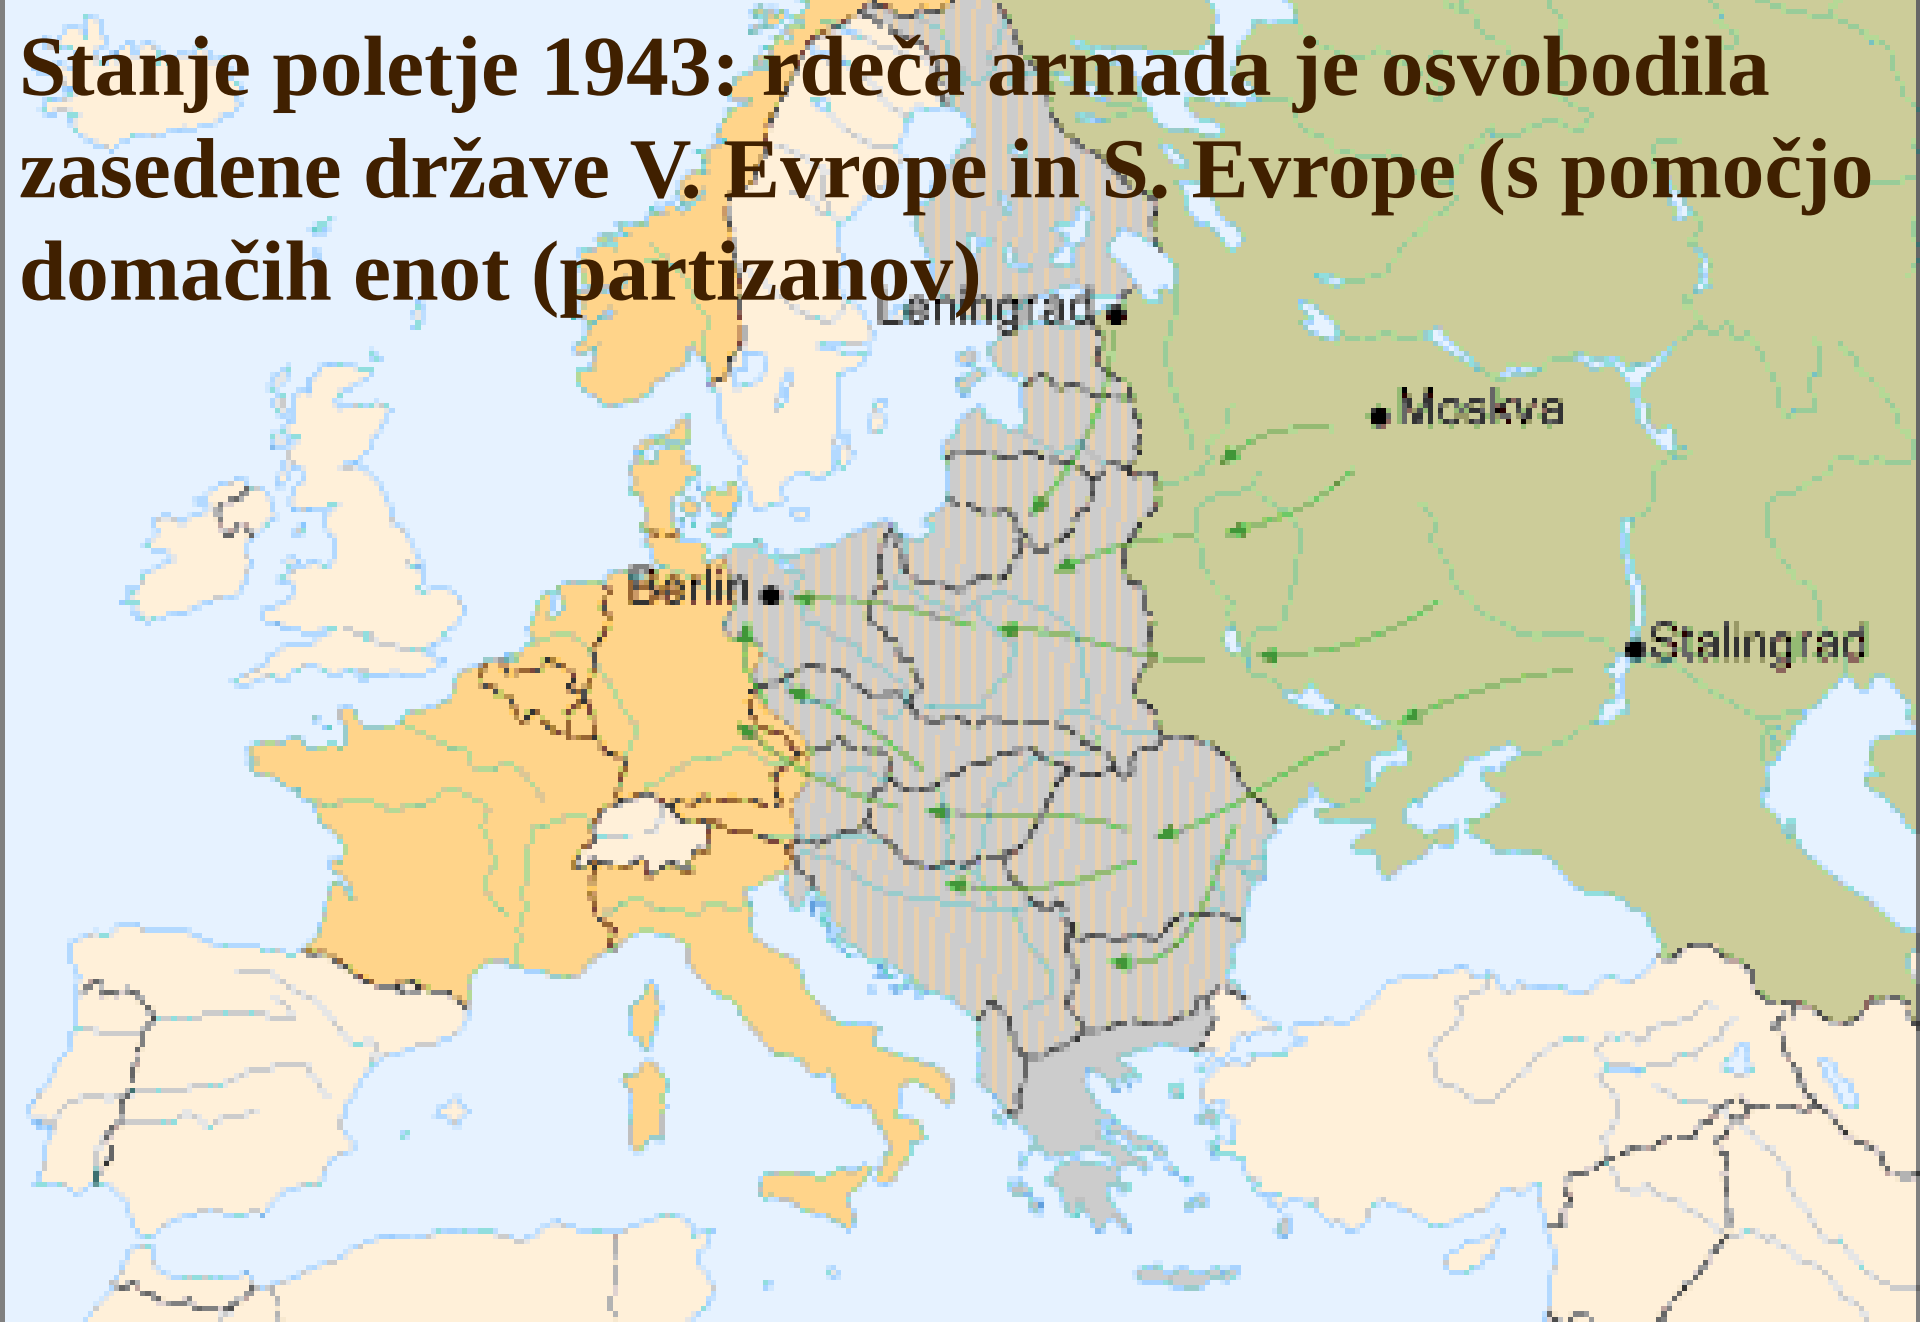 Stanje poletje 1943: rdeča armada je osvobodila
zasedene države V. Evrope in S. Evrope (s pomočjo
domačih enot (partizanov)
Leningrad
Moskva
Berlin
Stalingrad